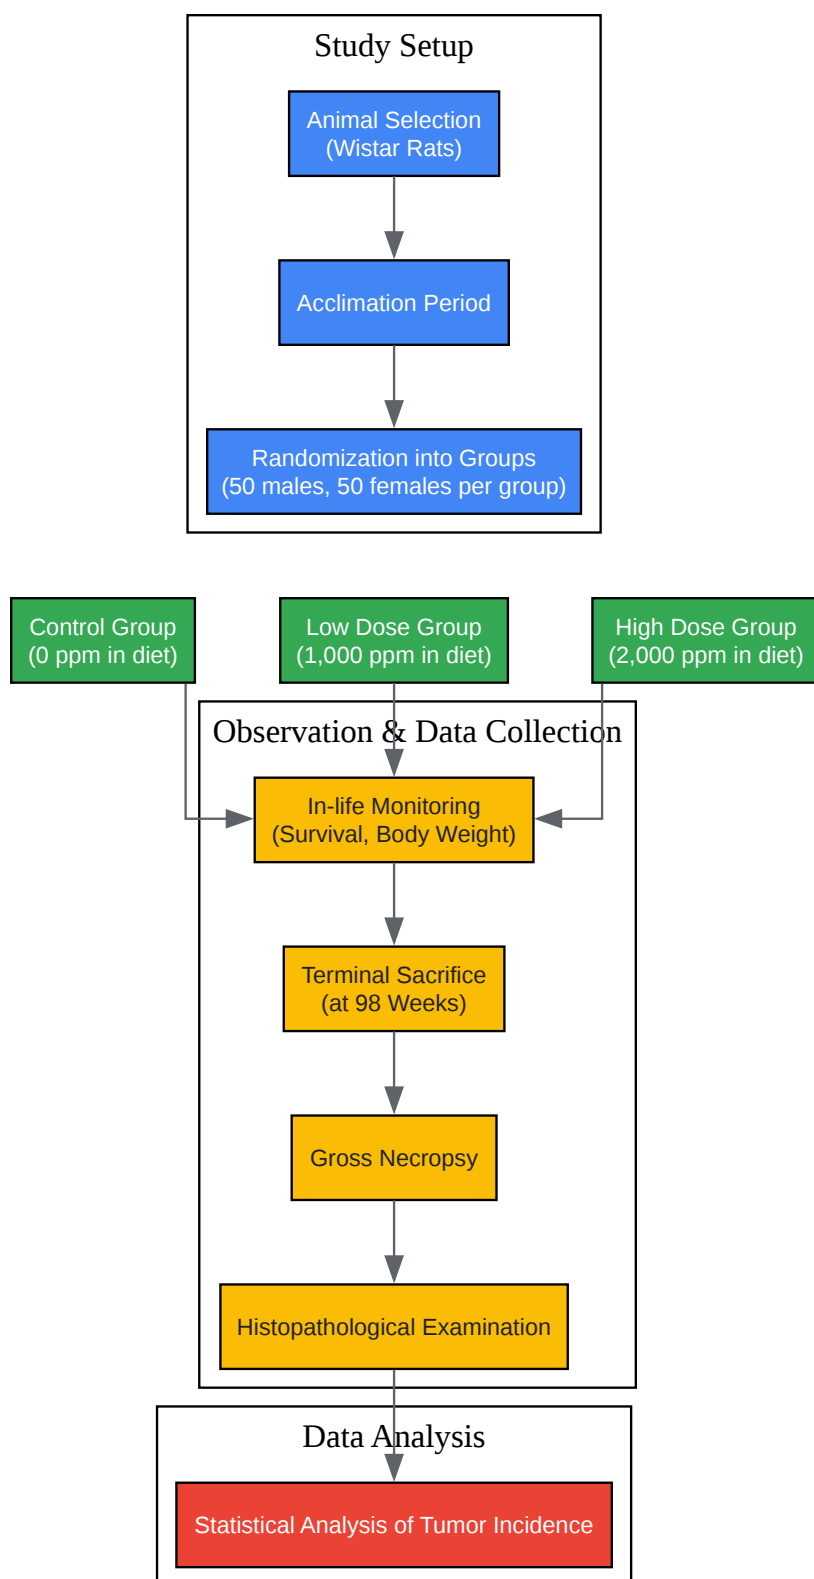 Study Setup
Animal Selection
(Wistar Rats)
Acclimation Period
Randomization into Groups
(50 males, 50 females per group)
Control Group
(0 ppm in diet)
Low Dose Group
(1,000 ppm in diet)
High Dose Group
(2,000 ppm in diet)
Observation & Data Collection
In-life Monitoring
(Survival, Body Weight)
Terminal Sacrifice
(at 98 Weeks)
Gross Necropsy
Histopathological Examination
Data Analysis
Statistical Analysis of Tumor Incidence